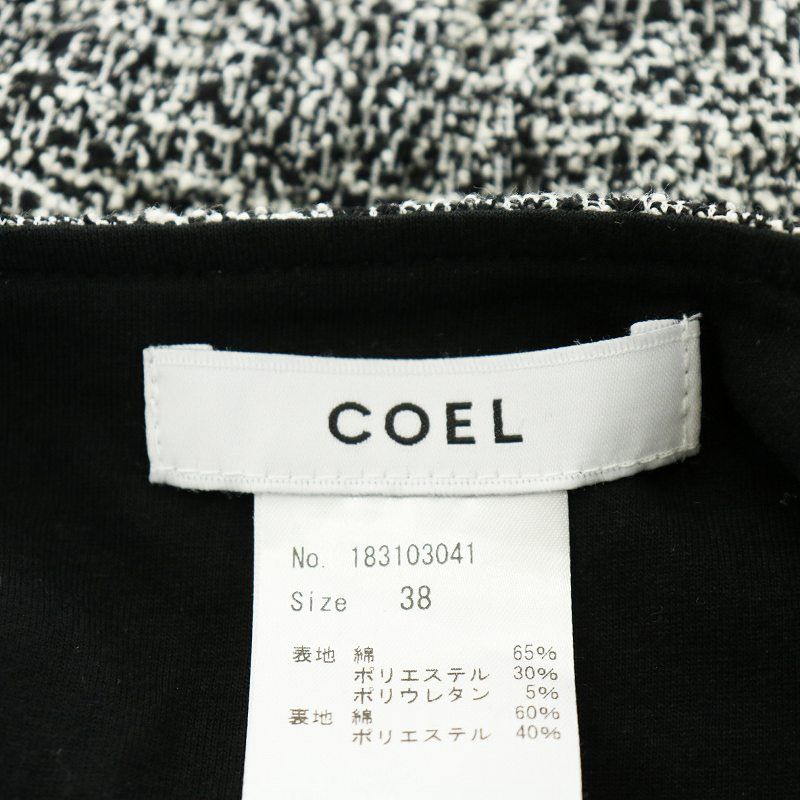 COEL
No. 183103041
Size 38
表地 綿 65%
ポリエステル 30%
ポリウレタン 5%
裏地 綿 60%
ポリエステル 40%